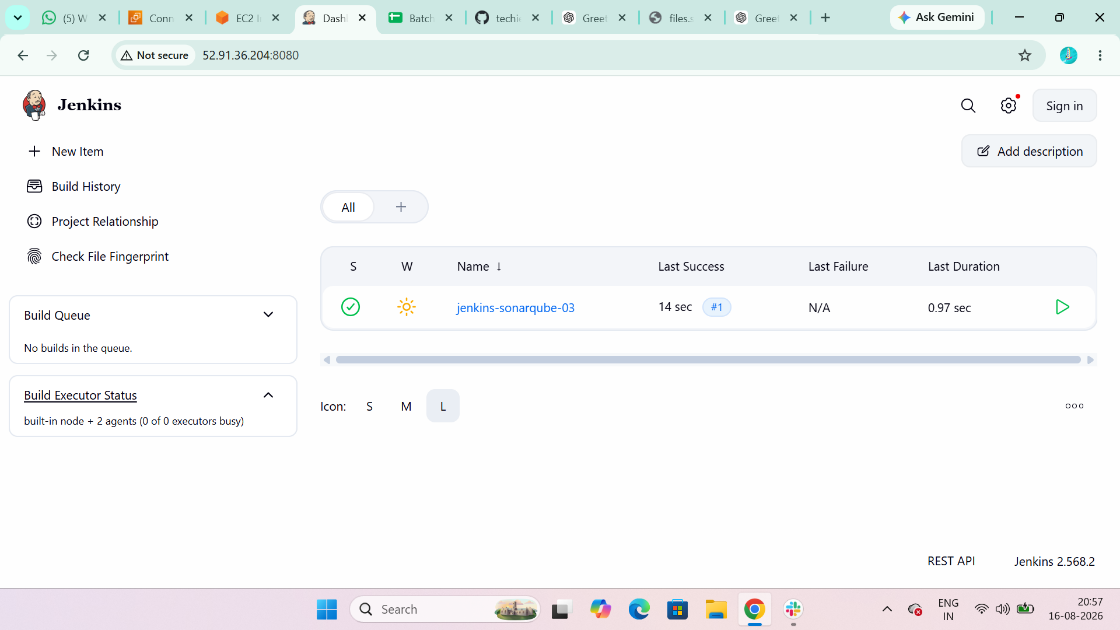 (5) W
Conn
EC2 I
Dash
Batch
techie
Greet
files.s
Greet
Ask Gemini
Not secure
52.91.36.204:8080
Jenkins
Sign in
New Item
Add description
Build History
Project Relationship
Check File Fingerprint
All
S W Name ↓ Last Success Last Failure Last Duration
jenkins-sonarqube-03 14 sec #1 N/A 0.97 sec
Build Queue
No builds in the queue.
Build Executor Status
built-in node + 2 agents (0 of 0 executors busy)
Icon: S M L
REST API Jenkins 2.568.2
Search
ENG
IN
20:57
16-08-2026